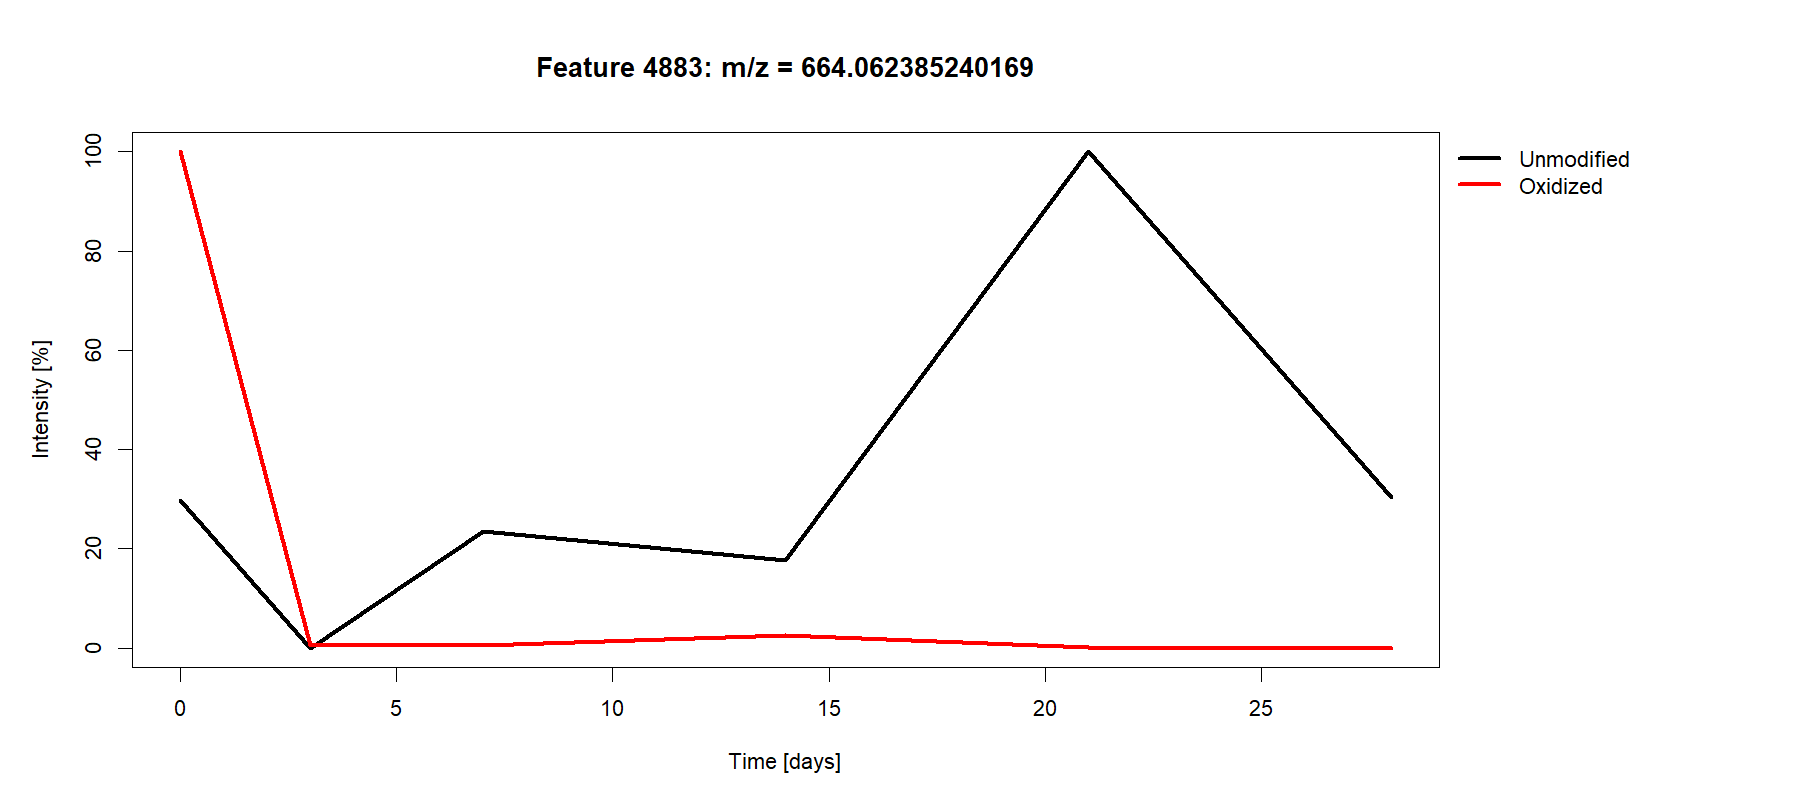 Feature 4883: m/z = 664.062385240169
Unmodified
Oxidized
Intensity [%]
100
80
60
40
20
0
0 5 10 15 20 25
Time [days]